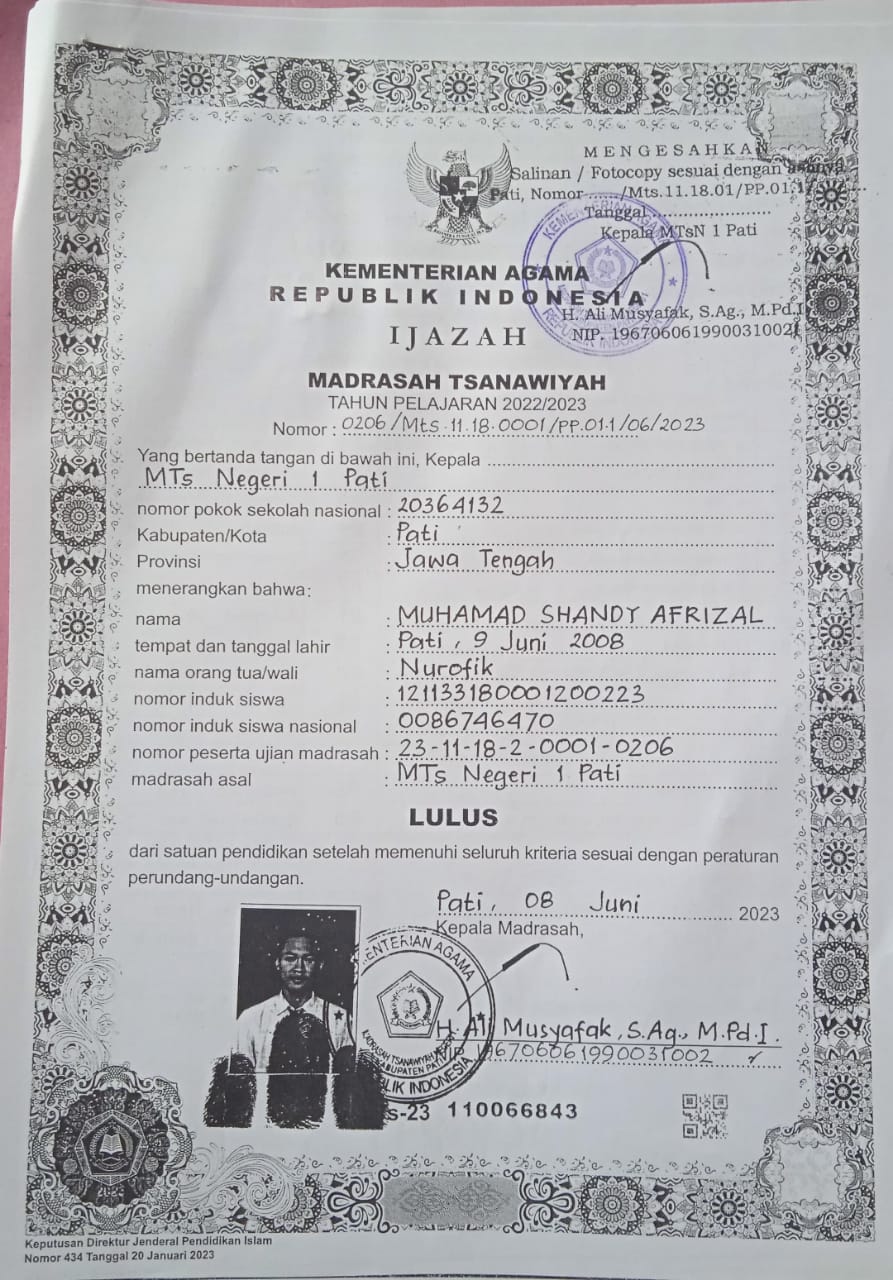 MENGESAHKAN
Salinan / Fotocopy sesuai dengan
Pati, Nomor ....../Mts.11.18.01/PP.01.1/
Tanggal ........................
Kepala MTsN 1 Pati
H. Ali Musyafak, S.Ag., M.Pd.I
NIP. 196706061990031002
KEMENTERIAN AGAMA
REPUBLIK INDONESIA
IJAZAH
MADRASAH TSANAWIYAH
TAHUN PELAJARAN 2022/2023
Nomor : 0206/Mts.11.18.0001/PP.01.1/06/2023
Yang bertanda tangan di bawah ini, Kepala
MTs Negeri 1 Pati
nomor pokok sekolah nasional : 20364132
Kabupaten/Kota : Pati
Provinsi : Jawa Tengah
menerangkan bahwa:
nama : MUHAMAD SHANDY AFRIZAL
tempat dan tanggal lahir : Pati, 9 Juni 2008
nama orang tua/wali : Nurofik
nomor induk siswa : 121133180001200223
nomor induk siswa nasional : 0086746470
nomor peserta ujian madrasah : 23-11-18-2-0001-0206
madrasah asal : MTs Negeri 1 Pati
LULUS
dari satuan pendidikan setelah memenuhi seluruh kriteria sesuai dengan peraturan
perundang-undangan.
Pati, 08 Juni 2023
Kepala Madrasah,
H. Ali Musyafak, S.Ag., M.Pd.I.
196706061990031002
s-23 110066843
2023
Keputusan Direktur Jenderal Pendidikan Islam
Nomor 434 Tanggal 20 Januari 2023